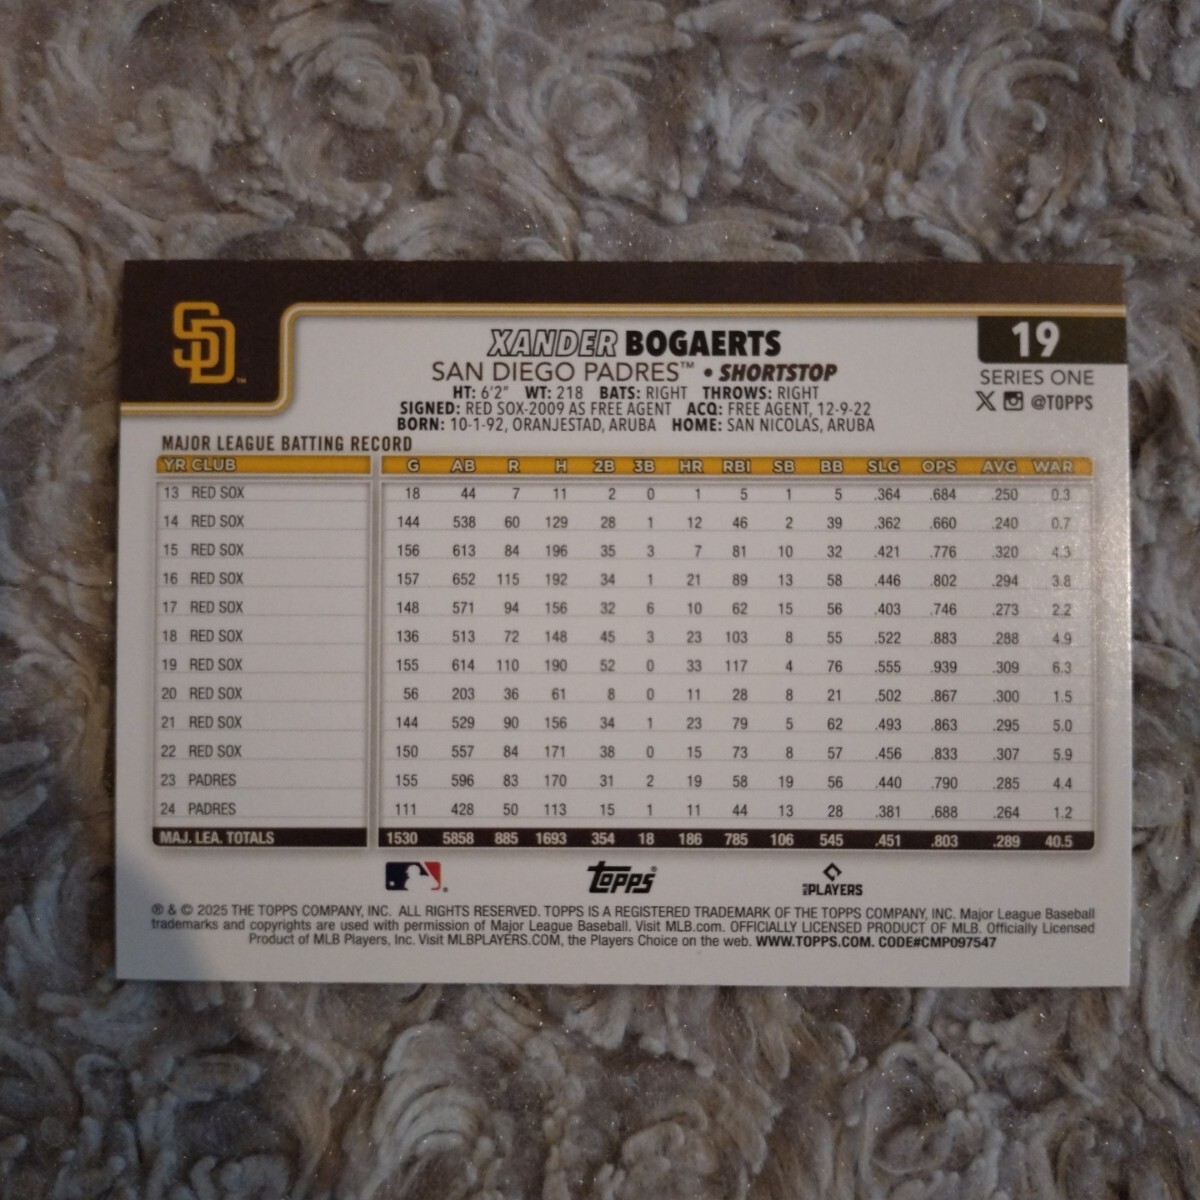 SD™
XANDER BOGAERTS
SAN DIEGO PADRES™ • SHORTSTOP
HT: 6'2" WT: 218 BATS: RIGHT THROWS: RIGHT
SIGNED: RED SOX-2009 AS FREE AGENT ACQ: FREE AGENT, 12-9-22
BORN: 10-1-92, ORANJESTAD, ARUBA HOME: SAN NICOLAS, ARUBA
19
SERIES ONE
X @TOPPS
MAJOR LEAGUE BATTING RECORD
YR CLUB G AB R H 2B 3B HR RBI SB BB SLG OPS AVG WAR
13 RED SOX 18 44 7 11 2 0 1 5 1 5 .364 .684 .250 0.3
14 RED SOX 144 538 60 129 28 1 12 46 2 39 .362 .660 .240 0.7
15 RED SOX 156 613 84 196 35 3 7 81 10 32 .421 .776 .320 4.3
16 RED SOX 157 652 115 192 34 1 21 89 13 58 .446 .802 .294 3.8
17 RED SOX 148 571 94 156 32 6 10 62 15 56 .403 .746 .273 2.2
18 RED SOX 136 513 72 148 45 3 23 103 8 55 .522 .883 .288 4.9
19 RED SOX 155 614 110 190 52 0 33 117 4 76 .555 .939 .309 6.3
20 RED SOX 56 203 36 61 8 0 11 28 8 21 .502 .867 .300 1.5
21 RED SOX 144 529 90 156 34 1 23 79 5 62 .493 .863 .295 5.0
22 RED SOX 150 557 84 171 38 0 15 73 8 57 .456 .833 .307 5.9
23 PADRES 155 596 83 170 31 2 19 58 19 56 .440 .790 .285 4.4
24 PADRES 111 428 50 113 15 1 11 44 13 28 .381 .688 .264 1.2
MAJ. LEA. TOTALS 1530 5858 885 1693 354 18 186 785 106 545 .451 .803 .289 40.5
TOPPS® MLB PLAYERS
® & © 2025 THE TOPPS COMPANY, INC. ALL RIGHTS RESERVED. TOPPS IS A REGISTERED TRADEMARK OF THE TOPPS COMPANY, INC. Major League Baseball
trademarks and copyrights are used with permission of Major League Baseball. Visit MLB.com. OFFICIALLY LICENSED PRODUCT OF MLB. Officially Licensed
Product of MLB Players, Inc. Visit MLBPLAYERS.COM, the Players Choice on the web. WWW.TOPPS.COM. CODE#CMP097547